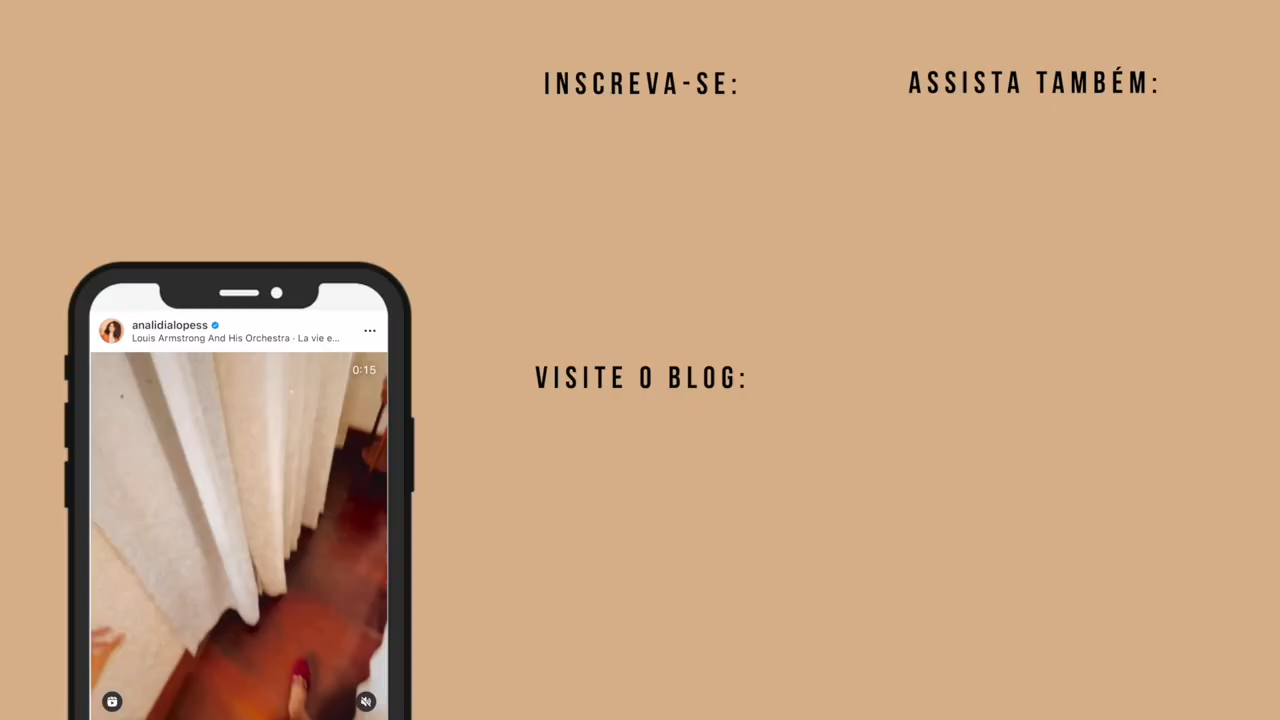 INSCREVA-SE:
ASSISTA TAMBÉM:
analidialopess
Louis Armstrong And His Orchestra · La vie e...
0:15
VISITE O BLOG: